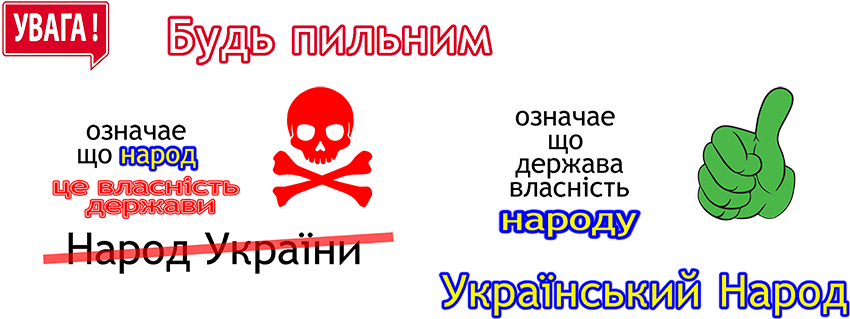 УВАГА!
Будь пильним
означає
що народ
це власність
держави
Народ України
означає
що
держава
власність
народу
Український Народ